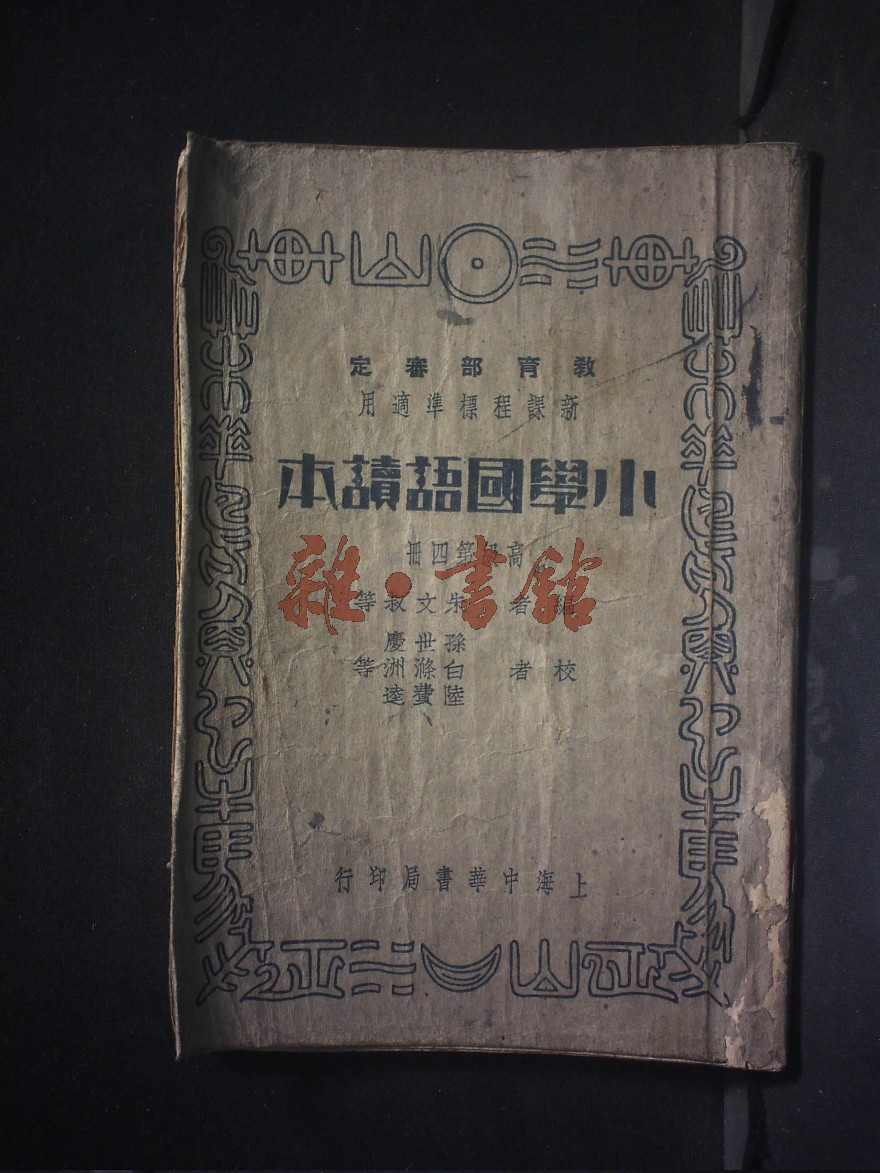 教育部審定
新課程標準適用
小學國語讀本
高級第四冊
編者 朱文叔等
孫世慶
校者 白滌洲等
陸費逵
上海中華書局印行
雜·書館